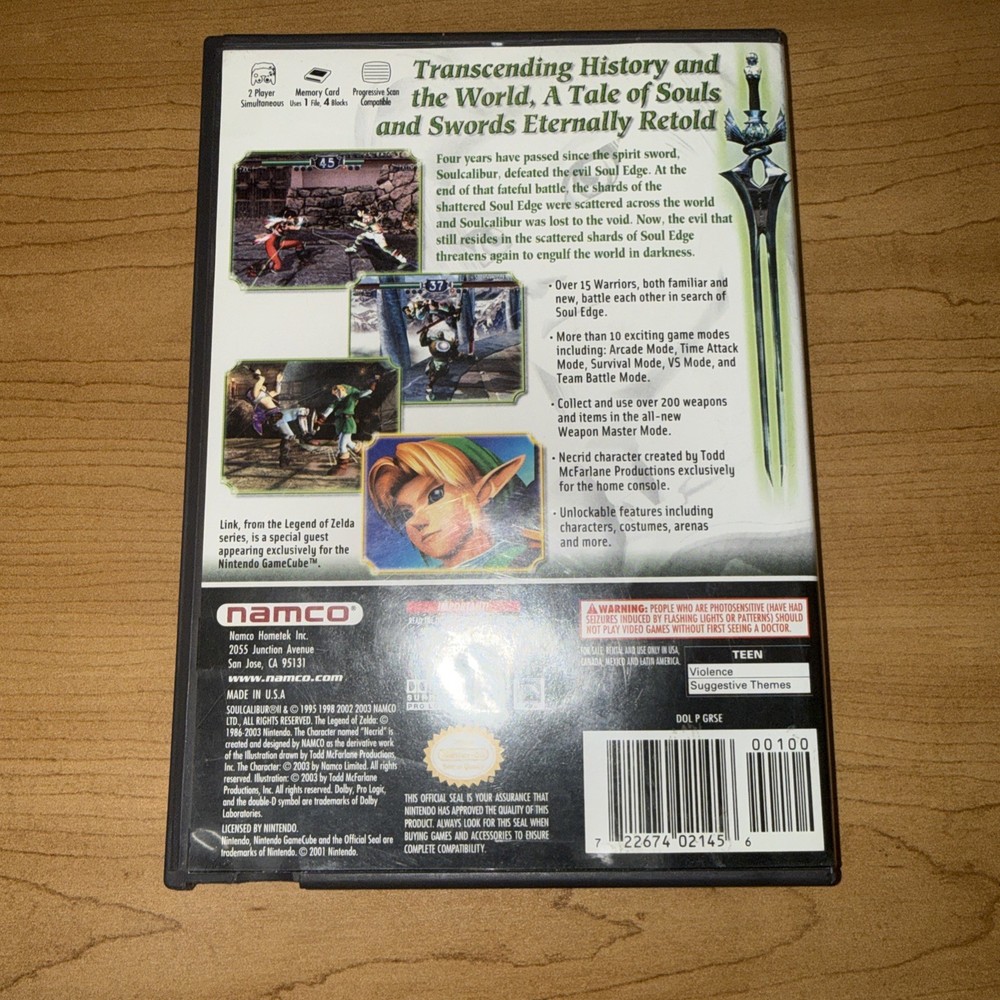 2 Player
Simultaneous
Memory Card
Uses 1 File, 4 Blocks
Progressive Scan
Compatible
Transcending History and
the World, A Tale of Souls
and Swords Eternally Retold
Four years have passed since the spirit sword,
Soulcalibur, defeated the evil Soul Edge. At the
end of that fateful battle, the shards of the
shattered Soul Edge were scattered across the world
and Soulcalibur was lost to the void. Now, the evil that
still resides in the scattered shards of Soul Edge
threatens again to engulf the world in darkness.
45
37
· Over 15 Warriors, both familiar and
new, battle each other in search of
Soul Edge.
· More than 10 exciting game modes
including: Arcade Mode, Time Attack
Mode, Survival Mode, VS Mode, and
Team Battle Mode.
· Collect and use over 200 weapons
and items in the all-new
Weapon Master Mode.
· Necrid character created by Todd
McFarlane Productions exclusively
for the home console.
· Unlockable features including
characters, costumes, arenas
and more.
Link, from the Legend of Zelda
series, is a special guest
appearing exclusively for the
Nintendo GameCube™.
namco®
Namco Hometek Inc.
2055 Junction Avenue
San Jose, CA 95131
www.namco.com
MADE IN U.S.A
SOULCALIBUR®II & © 1995 1998 2002 2003 NAMCO
LTD., ALL RIGHTS RESERVED. The Legend of Zelda: ©
1986-2003 Nintendo. The Character named "Necrid" is
created and designed by NAMCO as the derivative work
of the illustration drawn by Todd McFarlane Productions,
Inc. The Character: © 2003 by Namco Limited. All rights
reserved. Illustration: © 2003 by Todd McFarlane
Productions, Inc. All rights reserved. Dolby, Pro Logic,
and the double-D symbol are trademarks of Dolby
Laboratories.
LICENSED BY NINTENDO.
Nintendo, Nintendo GameCube and the Official Seal are
trademarks of Nintendo. © 2001 Nintendo.
IMPORTANT
READ THE
THIS OFFICIAL SEAL IS YOUR ASSURANCE THAT
NINTENDO HAS APPROVED THE QUALITY OF THIS
PRODUCT. ALWAYS LOOK FOR THIS SEAL WHEN
BUYING GAMES AND ACCESSORIES TO ENSURE
COMPLETE COMPATIBILITY.
WARNING: PEOPLE WHO ARE PHOTOSENSITIVE (HAVE HAD
SEIZURES INDUCED BY FLASHING LIGHTS OR PATTERNS) SHOULD
NOT PLAY VIDEO GAMES WITHOUT FIRST SEEING A DOCTOR.
FOR SALE, RENTAL AND USE ONLY IN USA,
CANADA, MEXICO AND LATIN AMERICA.
TEEN
Violence
Suggestive Themes
DOL P GRSE
00100
7 22674 02145 6